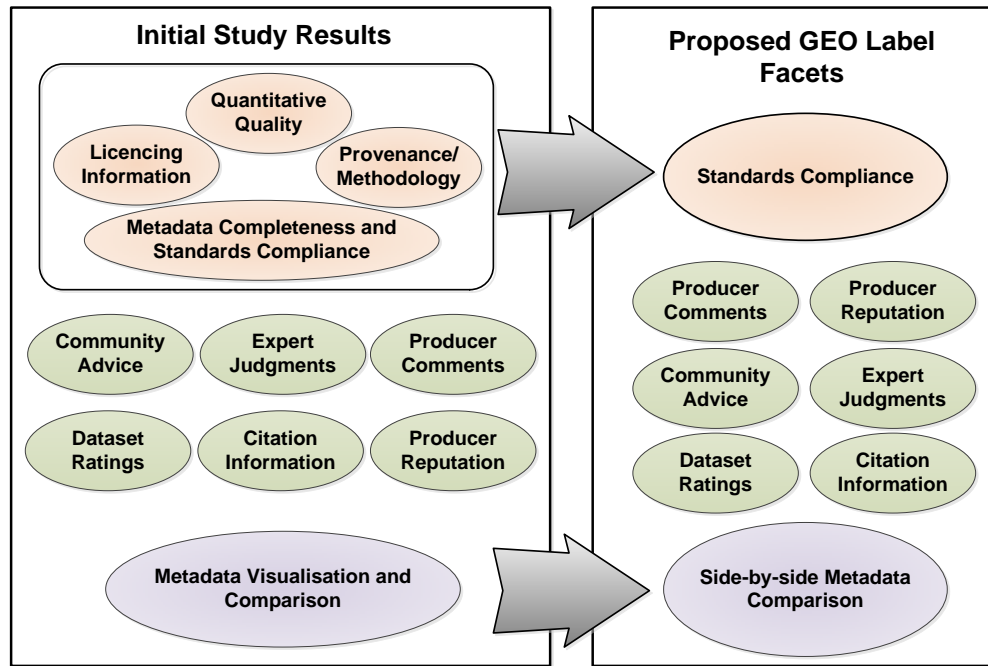 Initial Study Results
Quantitative
Quality
Licencing
Information
Provenance/
Methodology
Metadata Completeness and
Standards Compliance
Community
Advice
Expert
Judgments
Producer
Comments
Dataset
Ratings
Citation
Information
Producer
Reputation
Metadata Visualisation and
Comparison
Proposed GEO Label
Facets
Standards Compliance
Producer
Comments
Producer
Reputation
Community
Advice
Expert
Judgments
Dataset
Ratings
Citation
Information
Side-by-side Metadata
Comparison